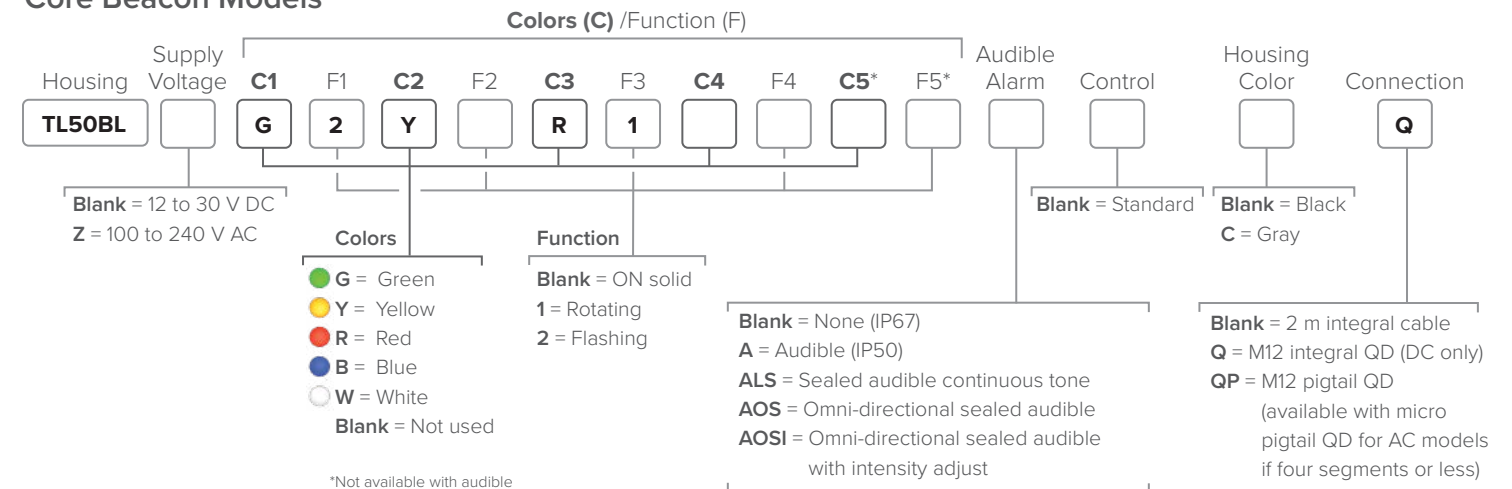 Core Beacon Models
Colors (C) /Function (F)
Housing
Supply
Voltage
C1
F1
C2
F2
C3
F3
C4
F4
C5*
F5*
Audible
Alarm
Control
Housing
Color
Connection
TL50BL
G
2
Y
R
1
Q
Blank = 12 to 30 V DC
Z = 100 to 240 V AC
Colors
G = Green
Y = Yellow
R = Red
B = Blue
W = White
Blank = Not used
*Not available with audible
Function
Blank = ON solid
1 = Rotating
2 = Flashing
Blank = None (IP67)
A = Audible (IP50)
ALS = Sealed audible continuous tone
AOS = Omni-directional sealed audible
AOSI = Omni-directional sealed audible
with intensity adjust
Blank = Standard
Blank = Black
C = Gray
Blank = 2 m integral cable
Q = M12 integral QD (DC only)
QP = M12 pigtail QD
(available with micro
pigtail QD for AC models
if four segments or less)